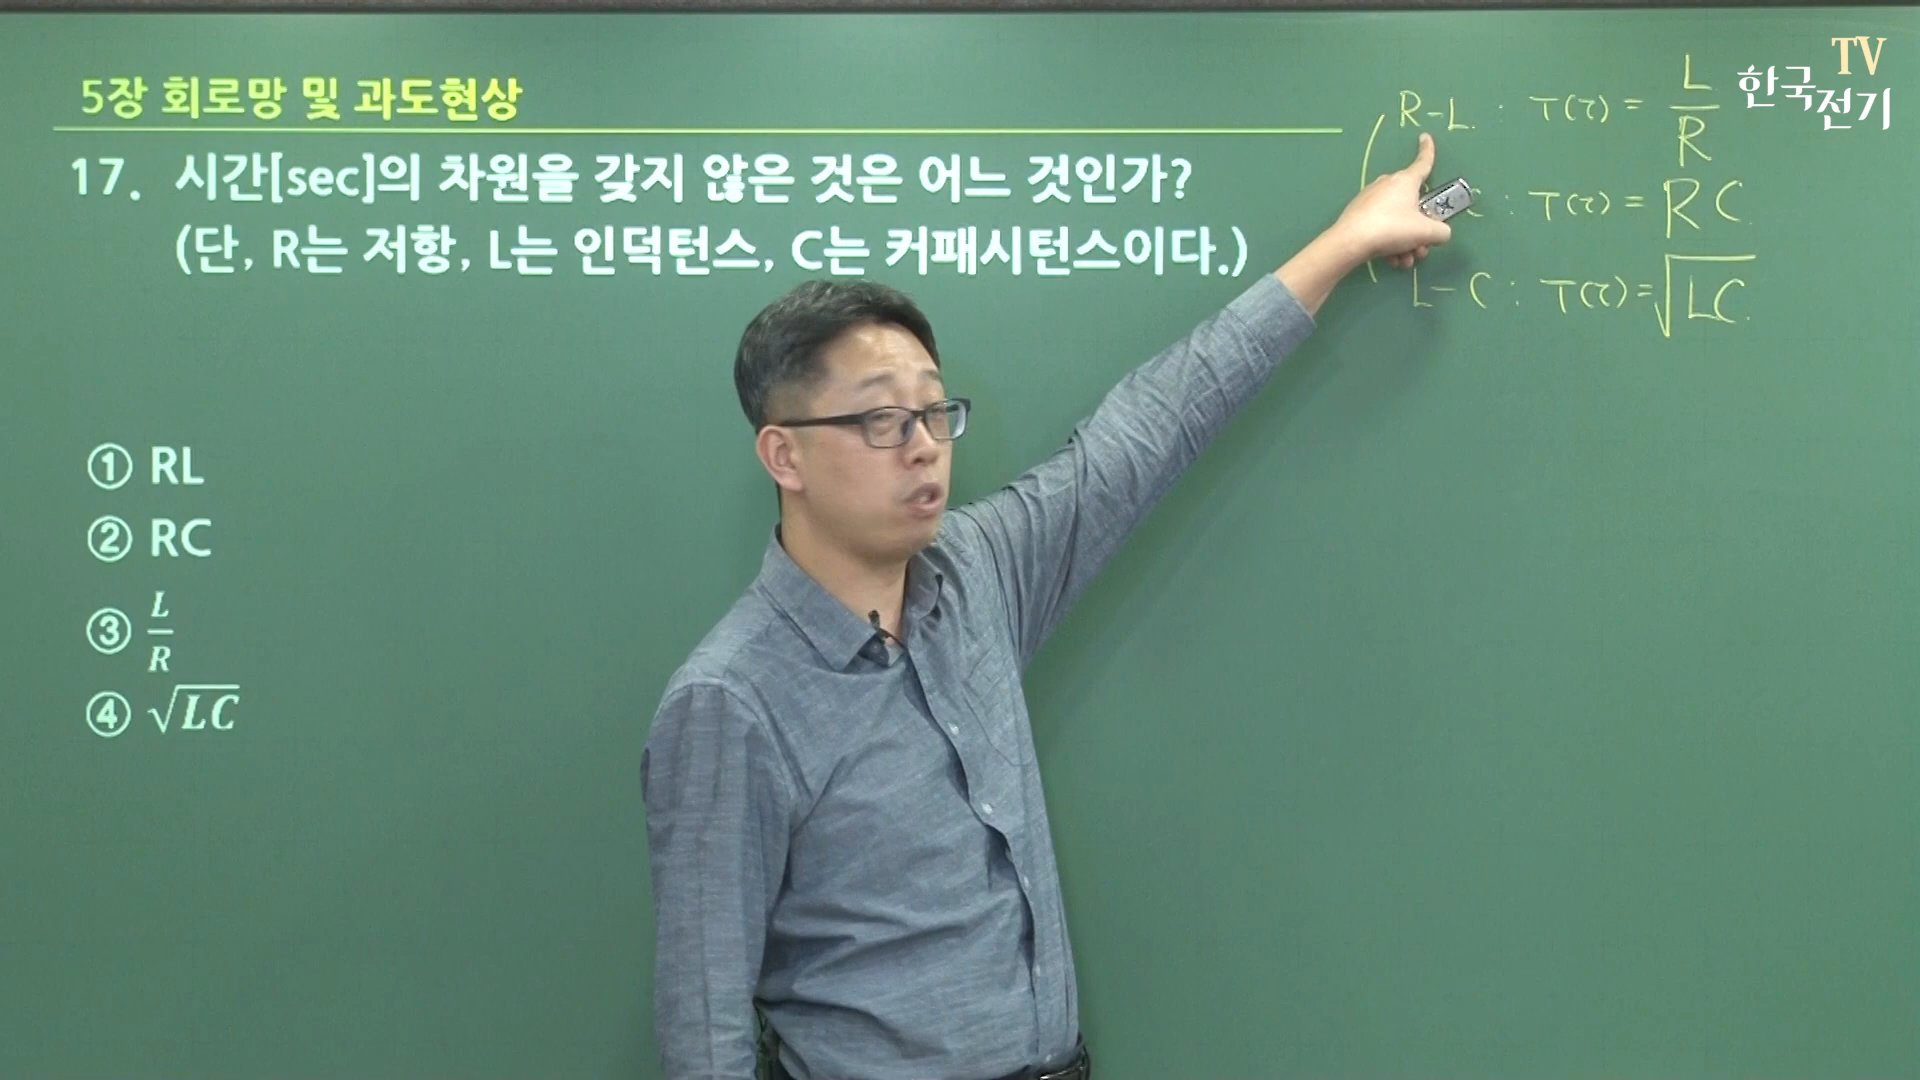 5장 회로망 및 과도현상
17. 시간[sec]의 차원을 갖지 않은 것은 어느 것인가?
(단, R는 저항, L는 인덕턴스, C는 커패시턴스이다.)
① RL
② RC
③ L/R
④ √LC
R-L : T(τ) = L/R
C : T(τ) = RC
L-C : T(τ) = √LC
TV
한국전기